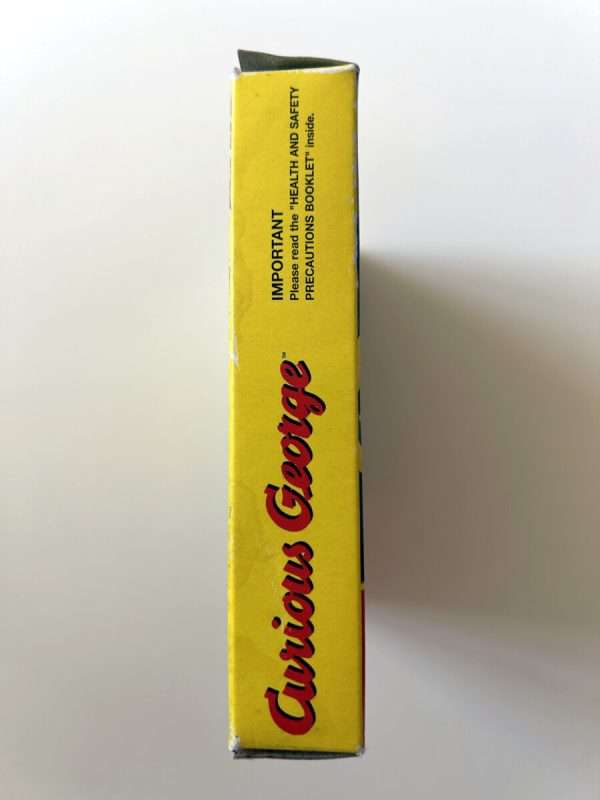 Curious George™
IMPORTANT
Please read the "HEALTH AND SAFETY
PRECAUTIONS BOOKLET" inside.